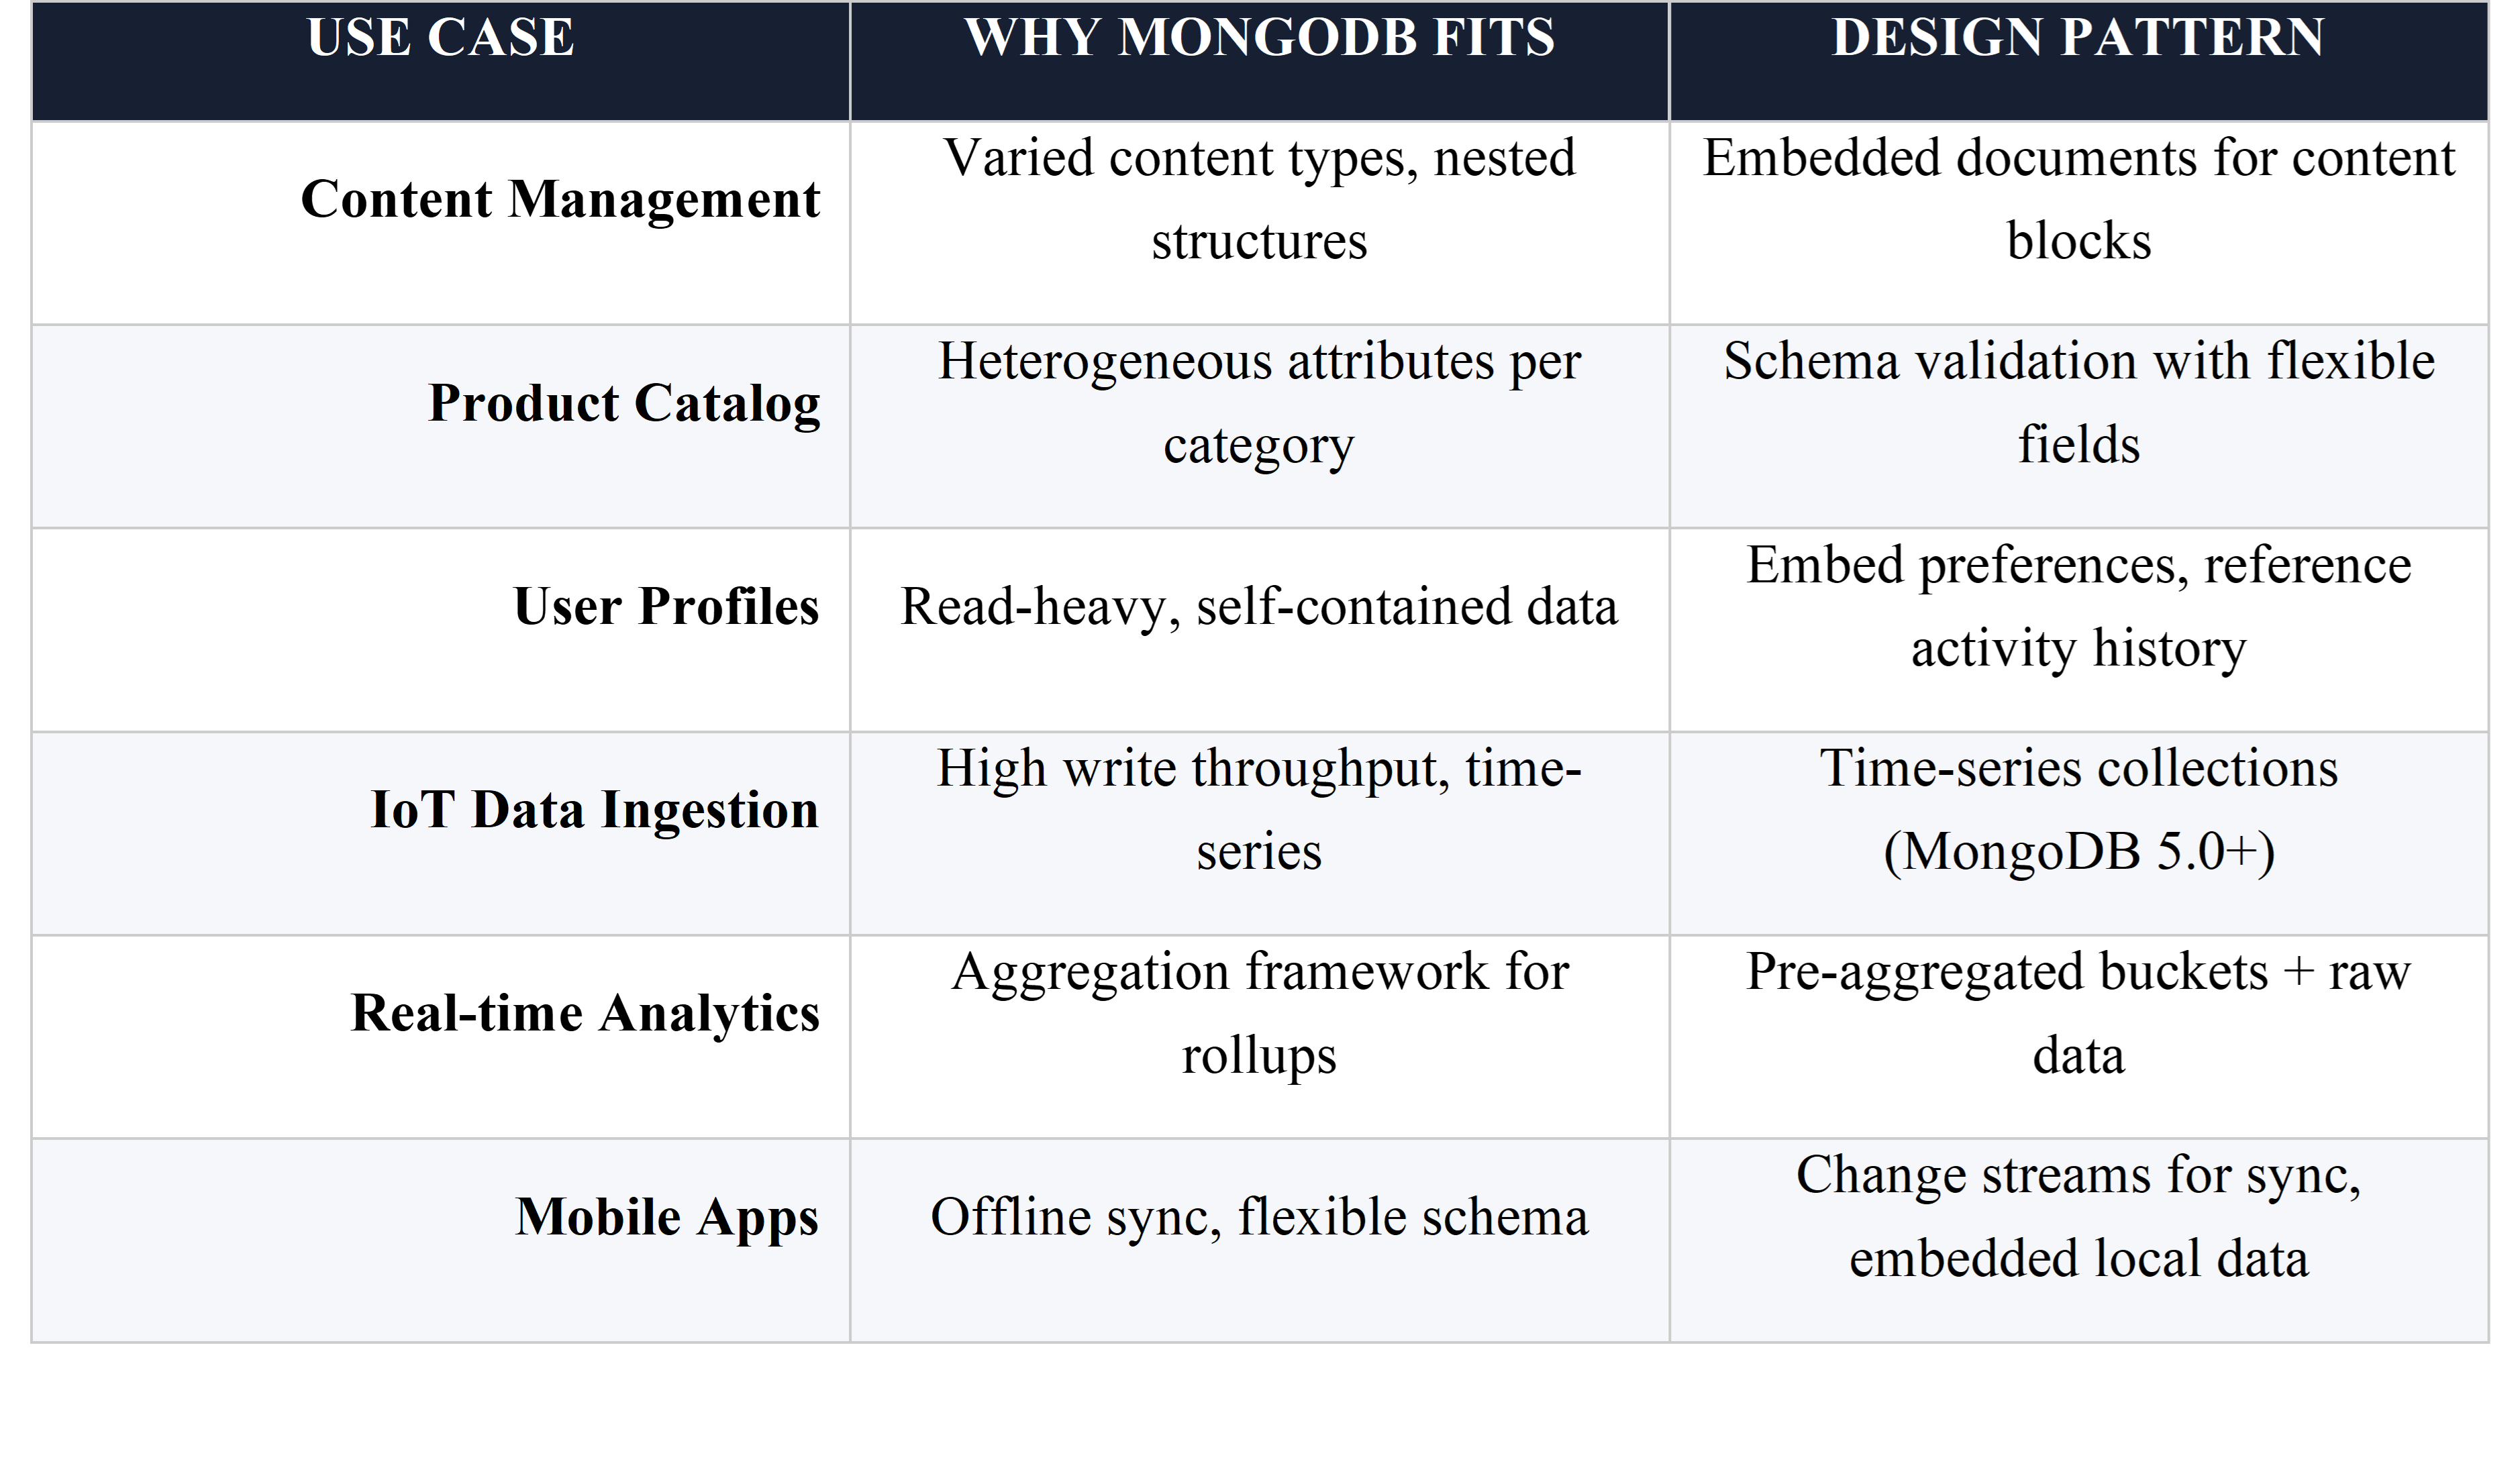 USE CASE
WHY MONGODB FITS
DESIGN PATTERN
Content Management
Varied content types, nested
structures
Embedded documents for content
blocks
Product Catalog
Heterogeneous attributes per
category
Schema validation with flexible
fields
User Profiles
Read-heavy, self-contained data
Embed preferences, reference
activity history
IoT Data Ingestion
High write throughput, time-
series
Time-series collections
(MongoDB 5.0+)
Real-time Analytics
Aggregation framework for
rollups
Pre-aggregated buckets + raw
data
Mobile Apps
Offline sync, flexible schema
Change streams for sync,
embedded local data